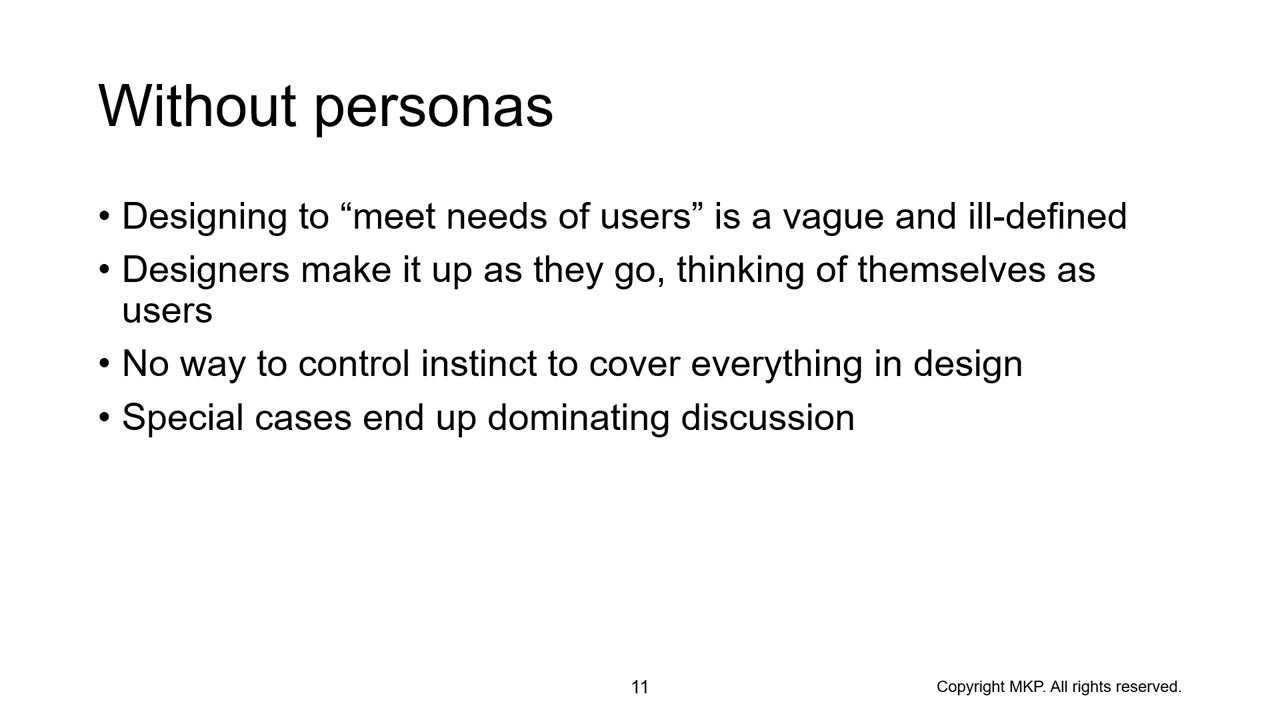 Without personas
• Designing to “meet needs of users” is a vague and ill-defined
• Designers make it up as they go, thinking of themselves as
users
• No way to control instinct to cover everything in design
• Special cases end up dominating discussion
11
Copyright MKP. All rights reserved.